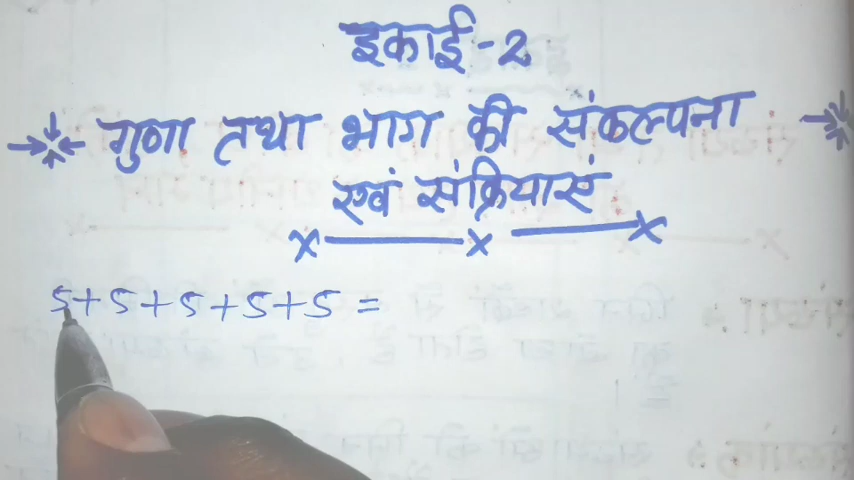 इकाई-2
गुणा तथा भाग की संकल्पना
एवं संक्रियाएं
5+5+5+5+5=